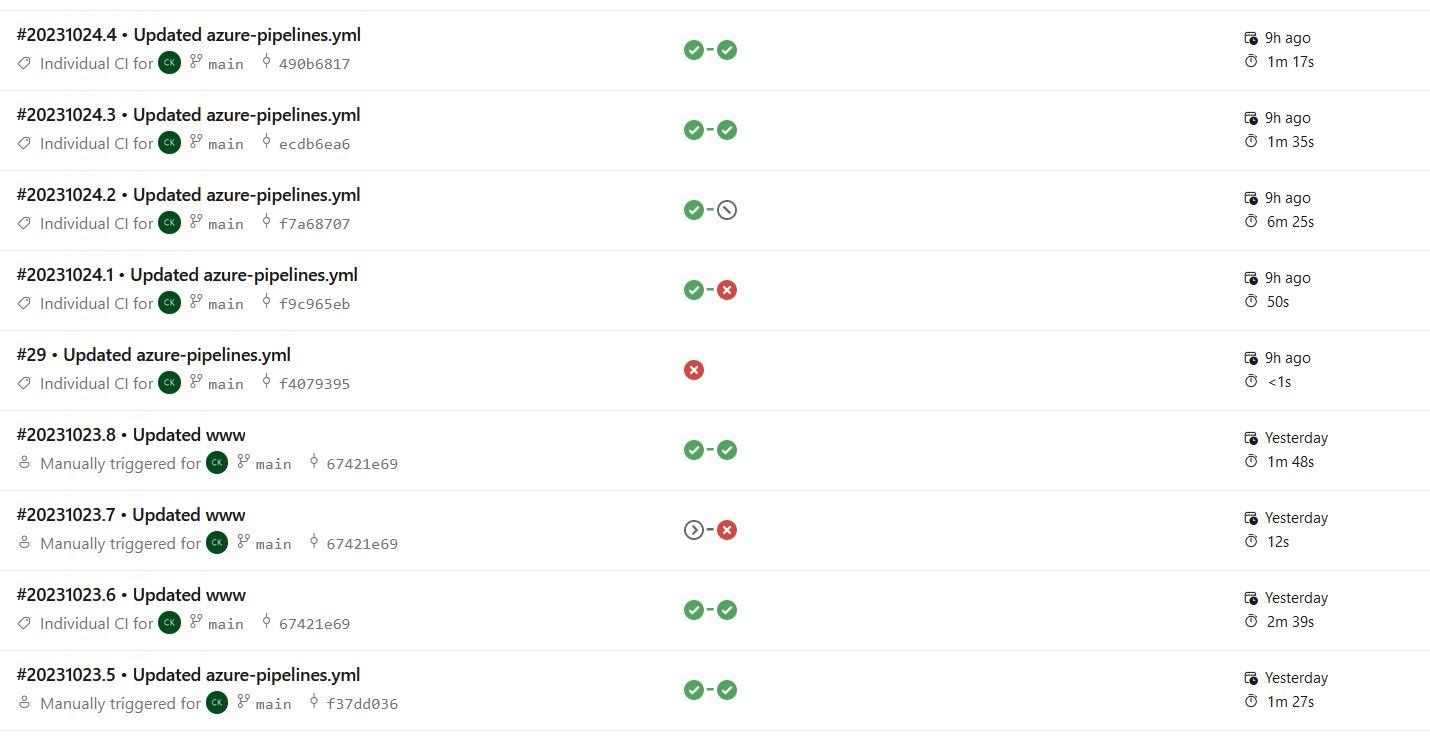 #20231024.4 • Updated azure-pipelines.yml
9h ago
Individual CI for CK main 490b6817
1m 17s
#20231024.3 • Updated azure-pipelines.yml
9h ago
Individual CI for CK main ecdb6ea6
1m 35s
#20231024.2 • Updated azure-pipelines.yml
9h ago
Individual CI for CK main f7a68707
6m 25s
#20231024.1 • Updated azure-pipelines.yml
9h ago
Individual CI for CK main f9c965eb
50s
#29 • Updated azure-pipelines.yml
9h ago
Individual CI for CK main f4079395
<1s
#20231023.8 • Updated www
Yesterday
Manually triggered for CK main 67421e69
1m 48s
#20231023.7 • Updated www
Yesterday
Manually triggered for CK main 67421e69
12s
#20231023.6 • Updated www
Yesterday
Individual CI for CK main 67421e69
2m 39s
#20231023.5 • Updated azure-pipelines.yml
Yesterday
Manually triggered for CK main f37dd036
1m 27s